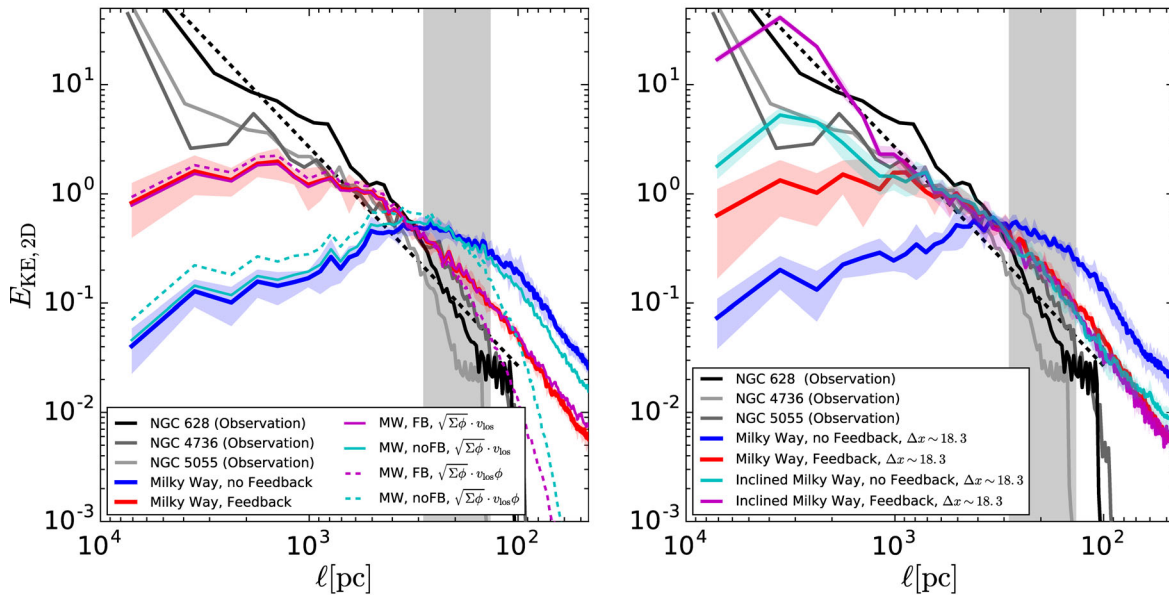 E_KE, 2D
10^1
10^0
10^-1
10^-2
10^-3
10^4
10^3
10^2
ℓ[pc]
NGC 628 (Observation)
NGC 4736 (Observation)
NGC 5055 (Observation)
Milky Way, no Feedback
Milky Way, Feedback
MW, FB, √Σϕ · v_los
MW, noFB, √Σϕ · v_los
MW, FB, √Σϕ · v_losϕ
MW, noFB, √Σϕ · v_losϕ
10^1
10^0
10^-1
10^-2
10^-3
10^4
10^3
10^2
ℓ[pc]
NGC 628 (Observation)
NGC 4736 (Observation)
NGC 5055 (Observation)
Milky Way, no Feedback, Δx∼18.3
Milky Way, Feedback, Δx∼18.3
Inclined Milky Way, no Feedback, Δx∼18.3
Inclined Milky Way, Feedback, Δx∼18.3